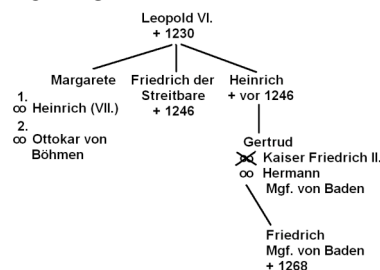 Leopold VI.
+ 1230
Margarete
1.
∞ Heinrich (VII.)
2.
∞ Ottokar von
Böhmen
Friedrich der
Streitbare
+ 1246
Heinrich
+ vor 1246
Gertrud
∞ Kaiser Friedrich II.
∞ Hermann
Mgf. von Baden
Friedrich
Mgf. von Baden
+ 1268